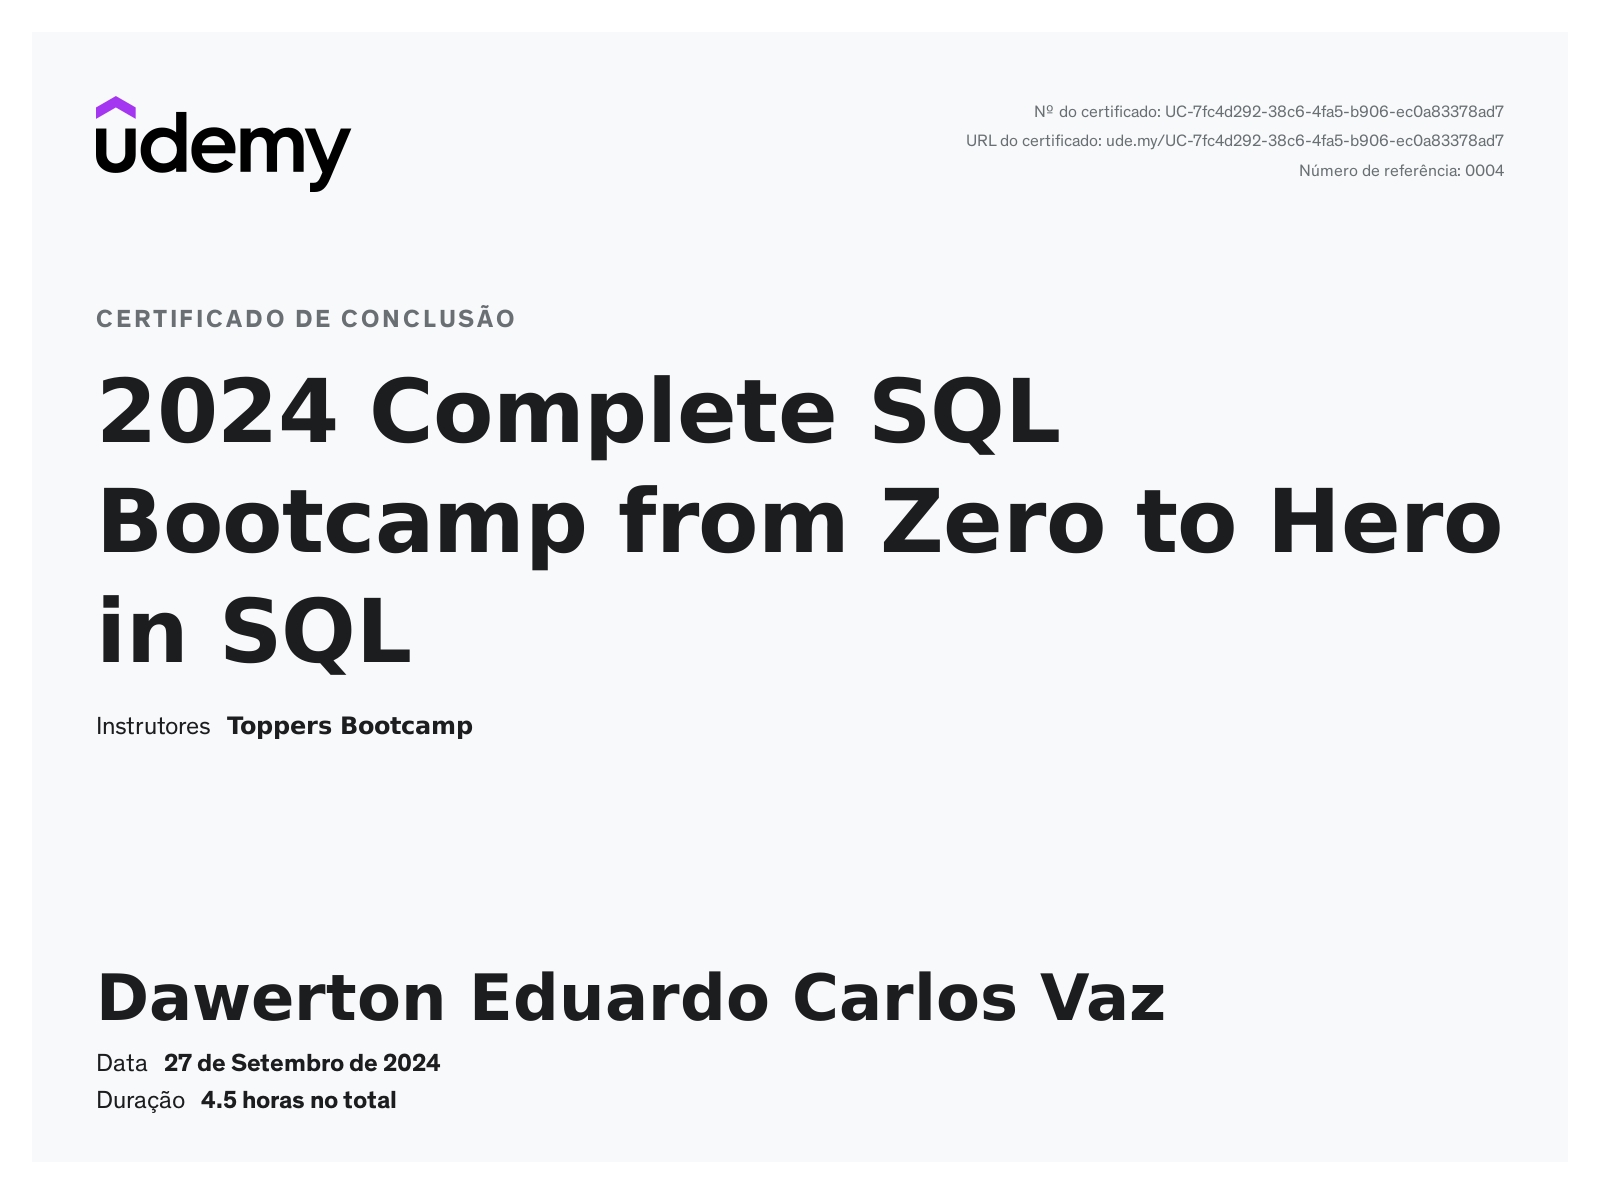 udemy
Nº do certificado: UC-7fc4d292-38c6-4fa5-b906-ec0a83378ad7
URL do certificado: ude.my/UC-7fc4d292-38c6-4fa5-b906-ec0a83378ad7
Número de referência: 0004
CERTIFICADO DE CONCLUSÃO
2024 Complete SQL
Bootcamp from Zero to Hero
in SQL
Instrutores Toppers Bootcamp
Dawerton Eduardo Carlos Vaz
Data 27 de Setembro de 2024
Duração 4.5 horas no total